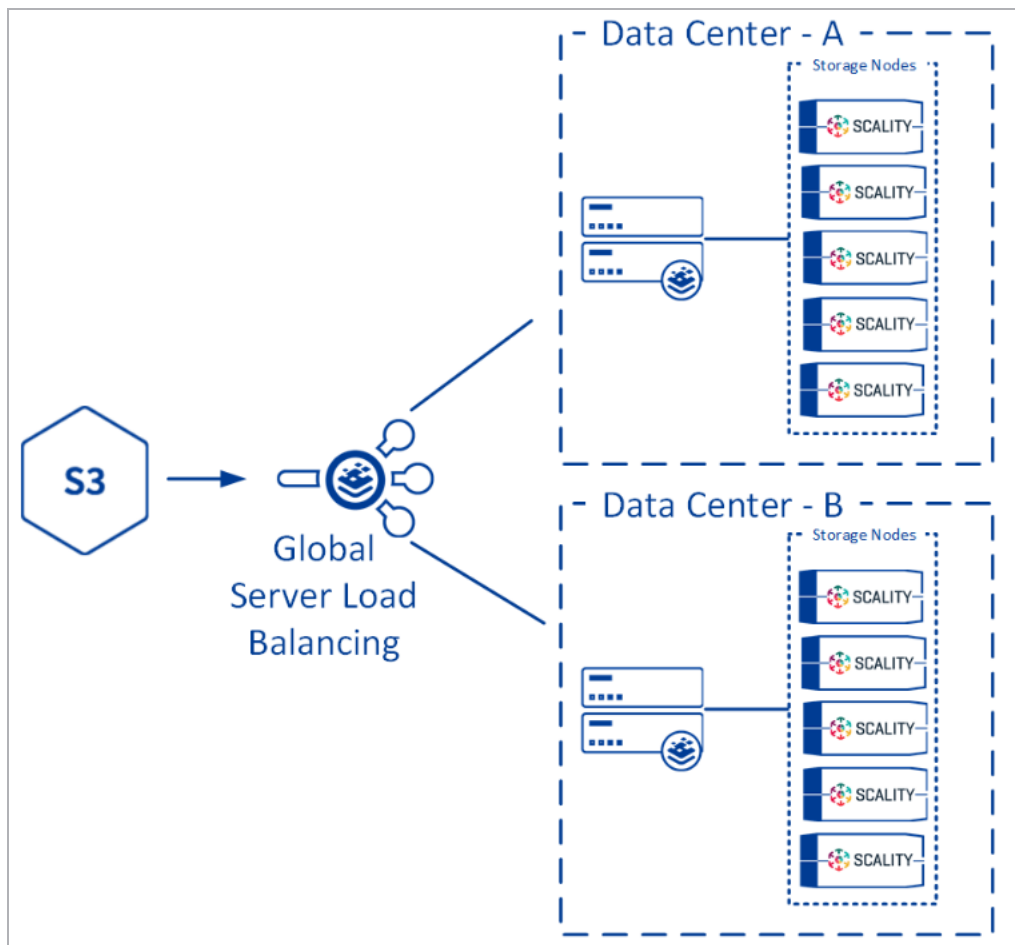 Data Center - A
Storage Nodes
SCALITY
SCALITY
SCALITY
SCALITY
SCALITY
S3
Global
Server Load
Balancing
Data Center - B
Storage Nodes
SCALITY
SCALITY
SCALITY
SCALITY
SCALITY